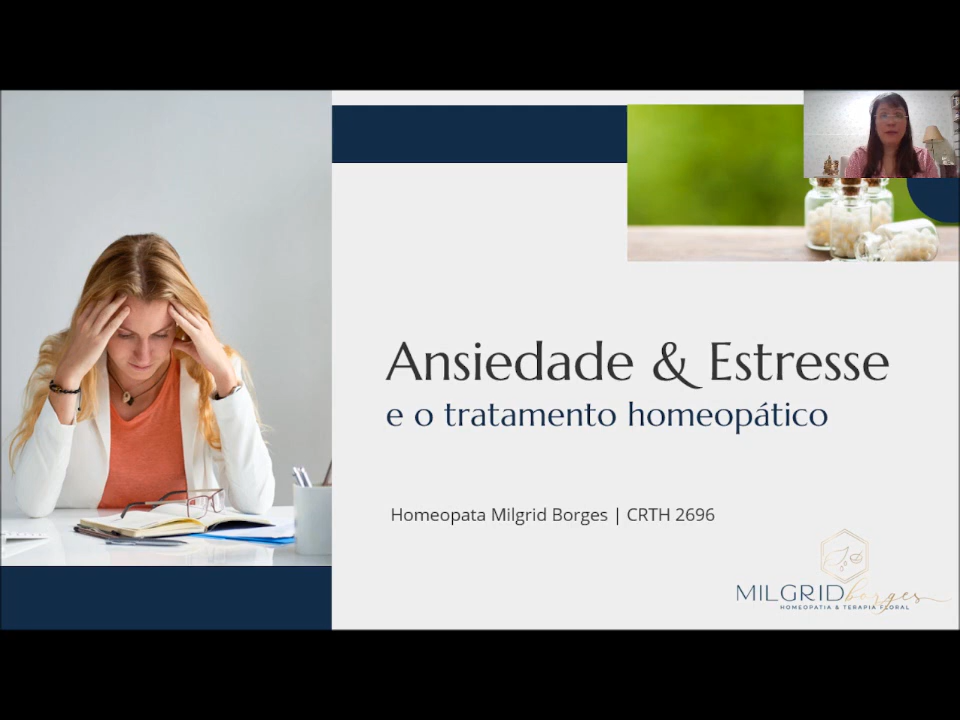 Ansiedade & Estresse
e o tratamento homeopático
Homeopata Milgrid Borges | CRTH 2696
MILGRID borges
HOMEOPATIA & TERAPIA FLORAL